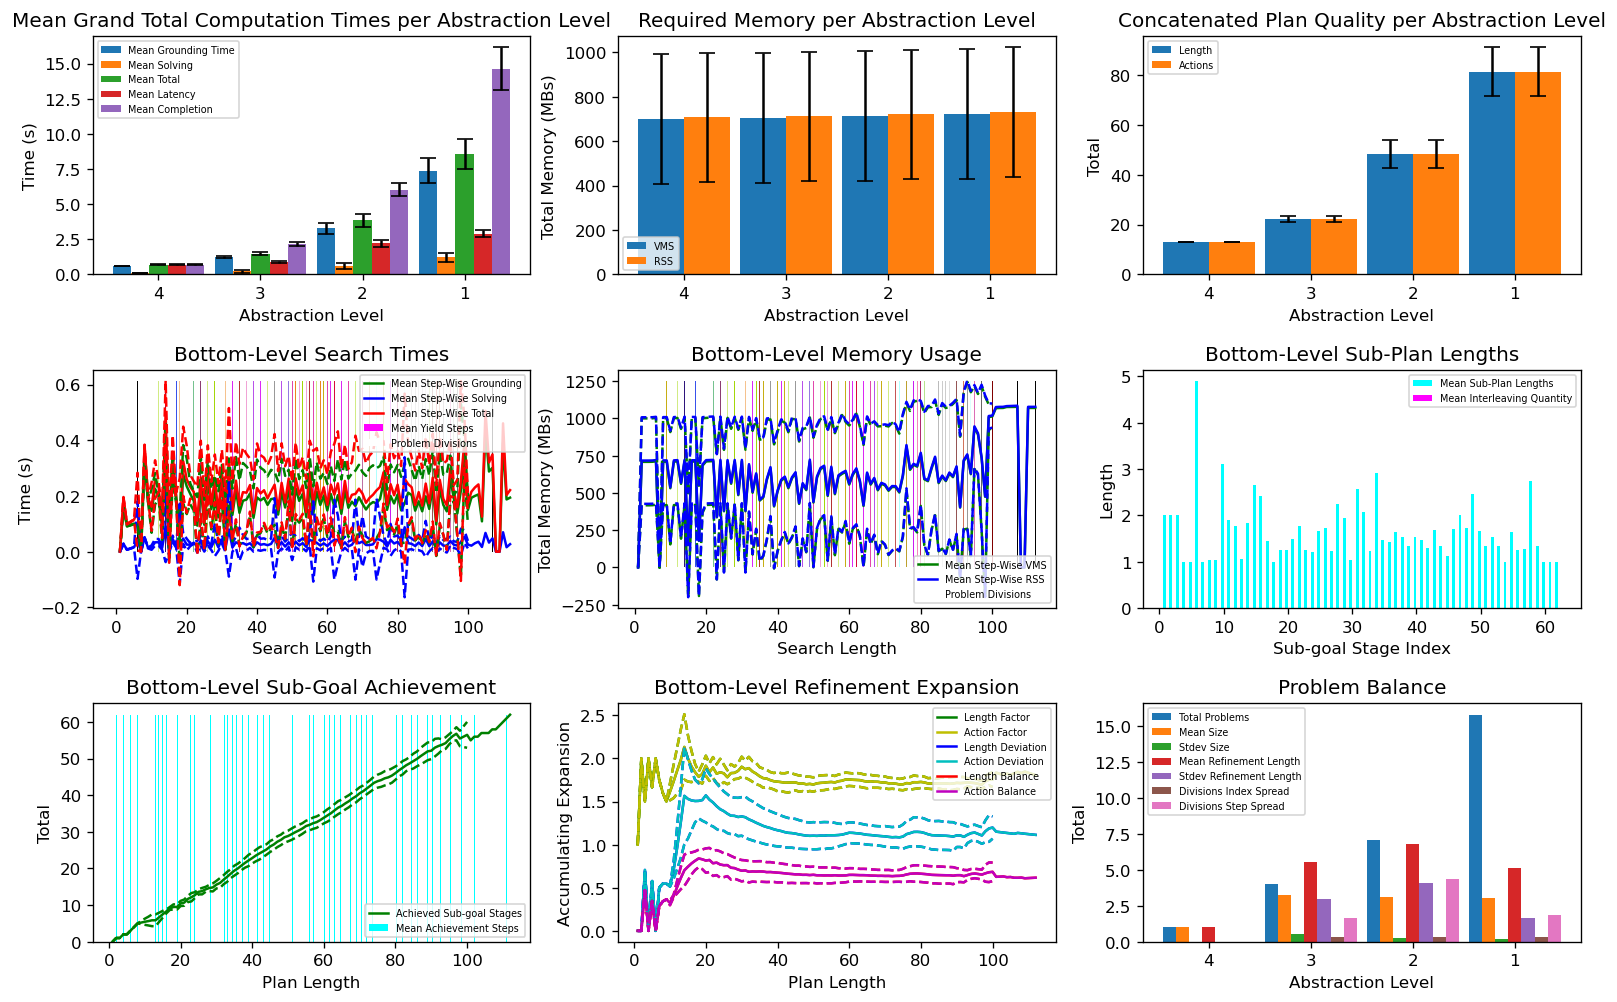 Mean Grand Total Computation Times per Abstraction Level
Time (s)
15.0
12.5
10.0
7.5
5.0
2.5
0.0
Mean Grounding Time
Mean Solving
Mean Total
Mean Latency
Mean Completion
4 3 2 1
Abstraction Level
Required Memory per Abstraction Level
Total Memory (MBs)
1000
800
600
400
200
0
VMS
RSS
4 3 2 1
Abstraction Level
Concatenated Plan Quality per Abstraction Level
Total
80
60
40
20
0
Length
Actions
4 3 2 1
Abstraction Level
Bottom-Level Search Times
Time (s)
0.6
0.4
0.2
0.0
−0.2
Mean Step-Wise Grounding
Mean Step-Wise Solving
Mean Step-Wise Total
Mean Yield Steps
Problem Divisions
0 20 40 60 80 100
Search Length
Bottom-Level Memory Usage
Total Memory (MBs)
1250
1000
750
500
250
0
−250
Mean Step-Wise VMS
Mean Step-Wise RSS
Problem Divisions
0 20 40 60 80 100
Search Length
Bottom-Level Sub-Plan Lengths
Length
5
4
3
2
1
0
Mean Sub-Plan Lengths
Mean Interleaving Quantity
0 10 20 30 40 50 60
Sub-goal Stage Index
Bottom-Level Sub-Goal Achievement
Total
60
50
40
30
20
10
0
Achieved Sub-goal Stages
Mean Achievement Steps
0 20 40 60 80 100
Plan Length
Bottom-Level Refinement Expansion
Accumulating Expansion
2.5
2.0
1.5
1.0
0.5
0.0
Length Factor
Action Factor
Length Deviation
Action Deviation
Length Balance
Action Balance
0 20 40 60 80 100
Plan Length
Problem Balance
Total
15.0
12.5
10.0
7.5
5.0
2.5
0.0
Total Problems
Mean Size
Stdev Size
Mean Refinement Length
Stdev Refinement Length
Divisions Index Spread
Divisions Step Spread
4 3 2 1
Abstraction Level